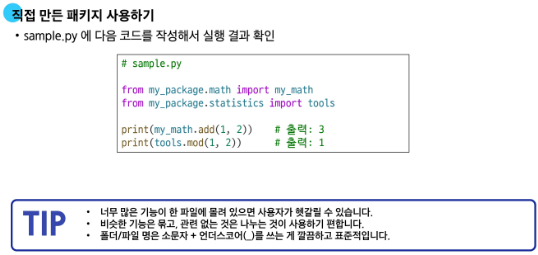 직접 만든 패키지 사용하기
• sample.py 에 다음 코드를 작성해서 실행 결과 확인
# sample.py
from my_package.math import my_math
from my_package.statistics import tools
print(my_math.add(1, 2))    # 출력: 3
print(tools.mod(1, 2))    # 출력: 1
TIP
• 너무 많은 기능이 한 파일에 몰려 있으면 사용자가 헷갈릴 수 있습니다.
• 비슷한 기능은 묶고, 관련 없는 것은 나누는 것이 사용하기 편합니다.
• 폴더/파일 명은 소문자 + 언더스코어(_)를 쓰는 게 깔끔하고 표준적입니다.